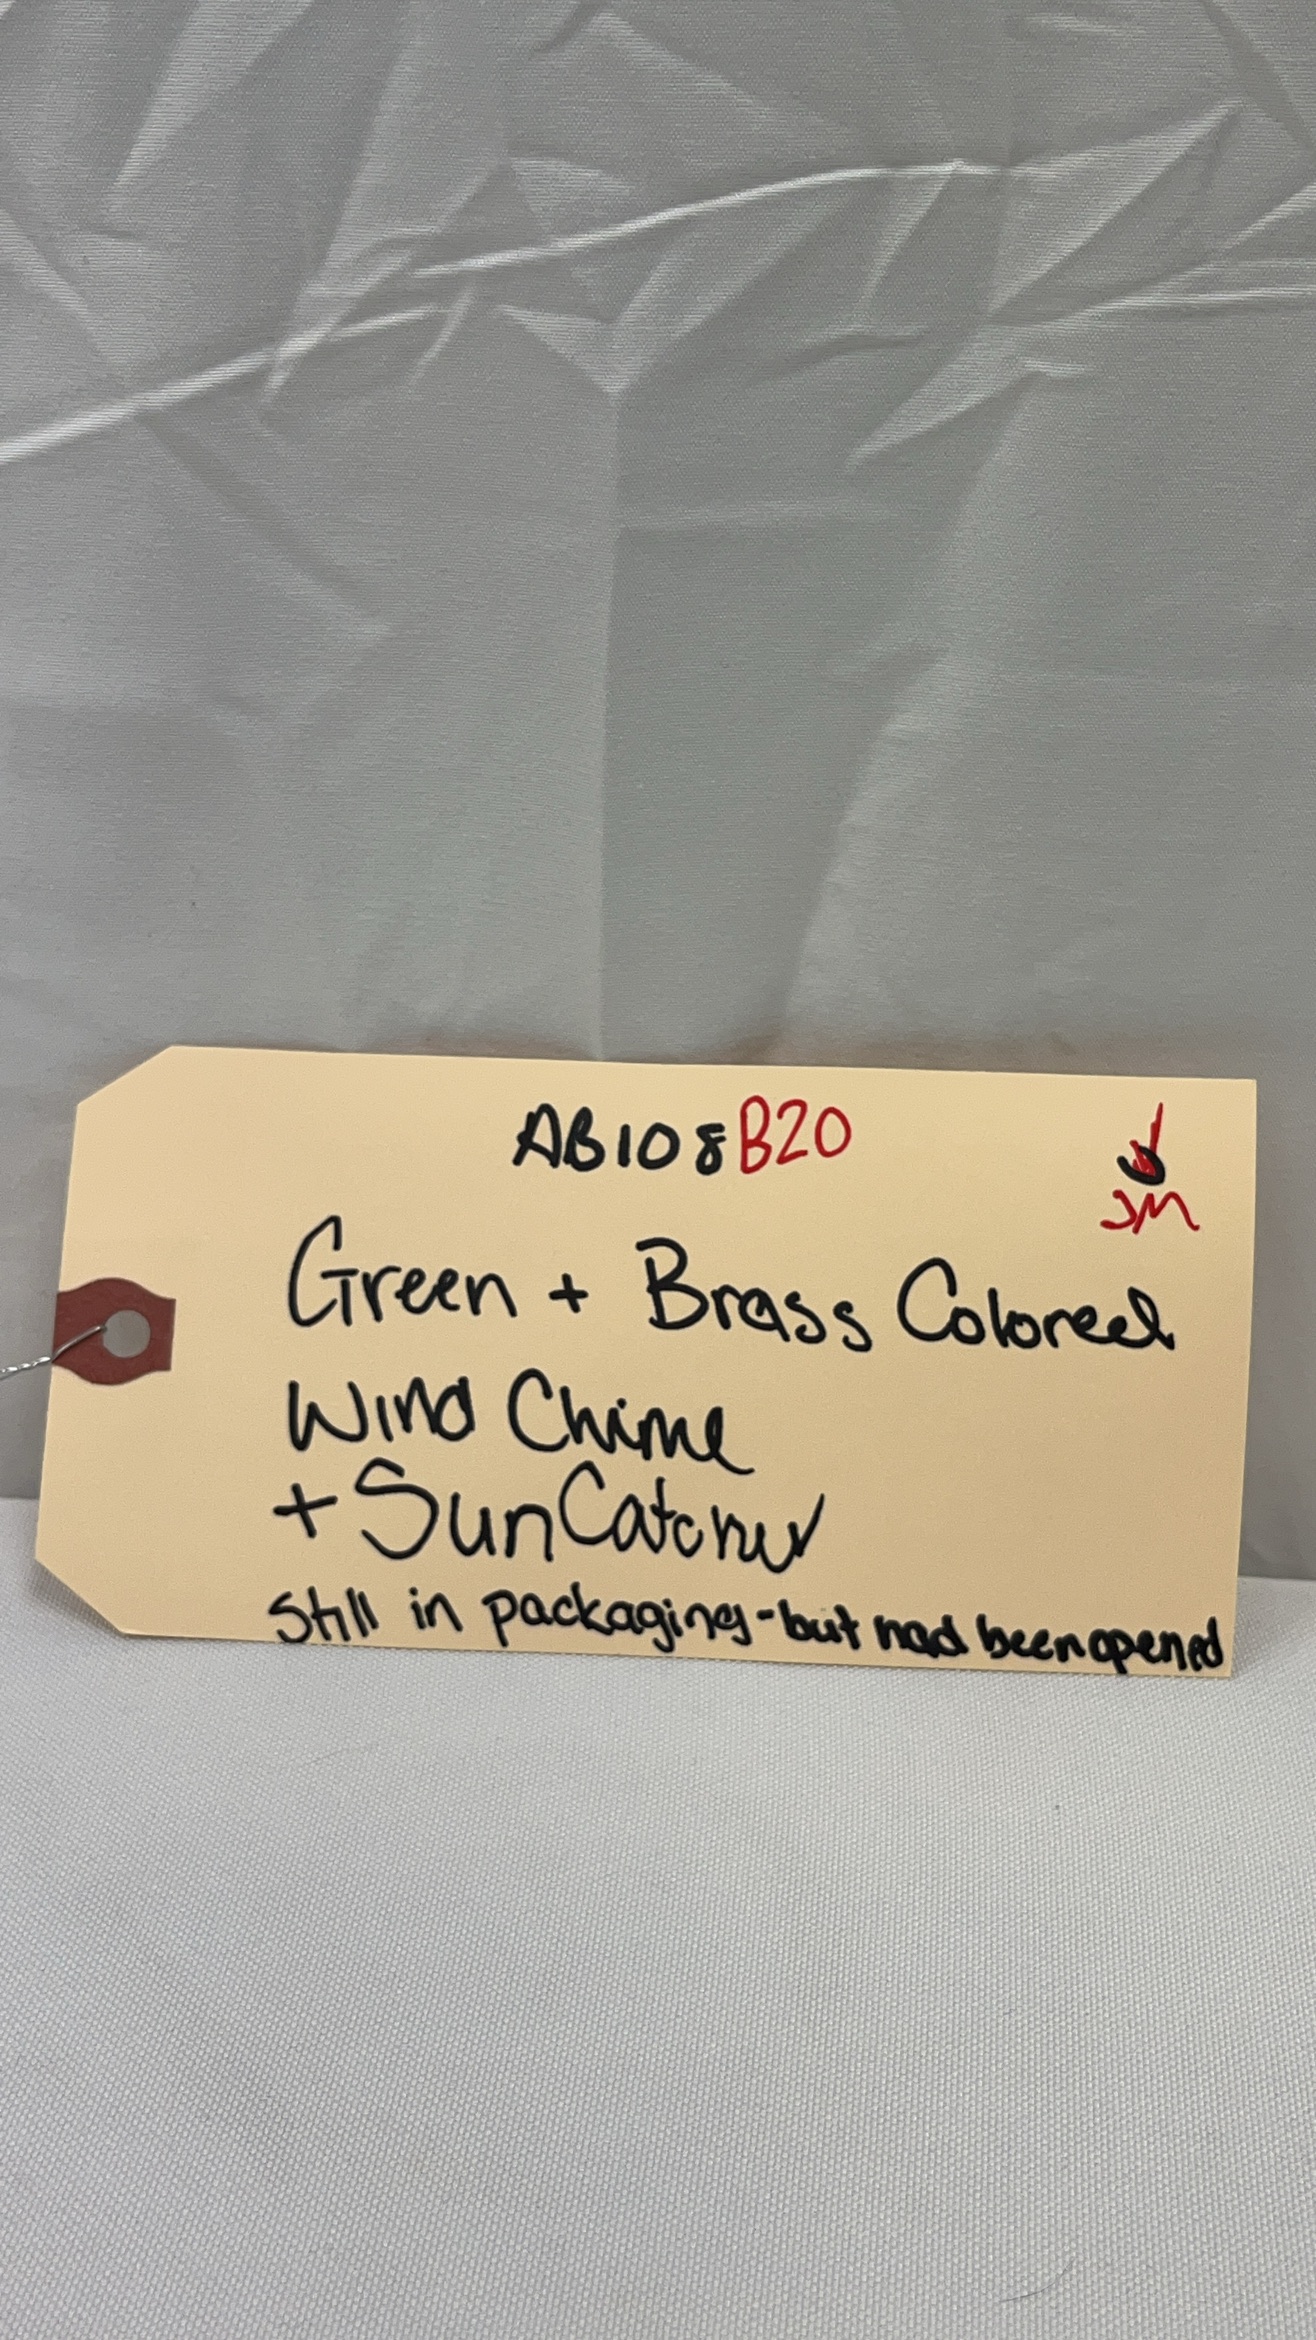 AB108B20
JM
Green + Brass Colored
Wind Chime
+ SunCatcher
Still in packaging - but had been opened